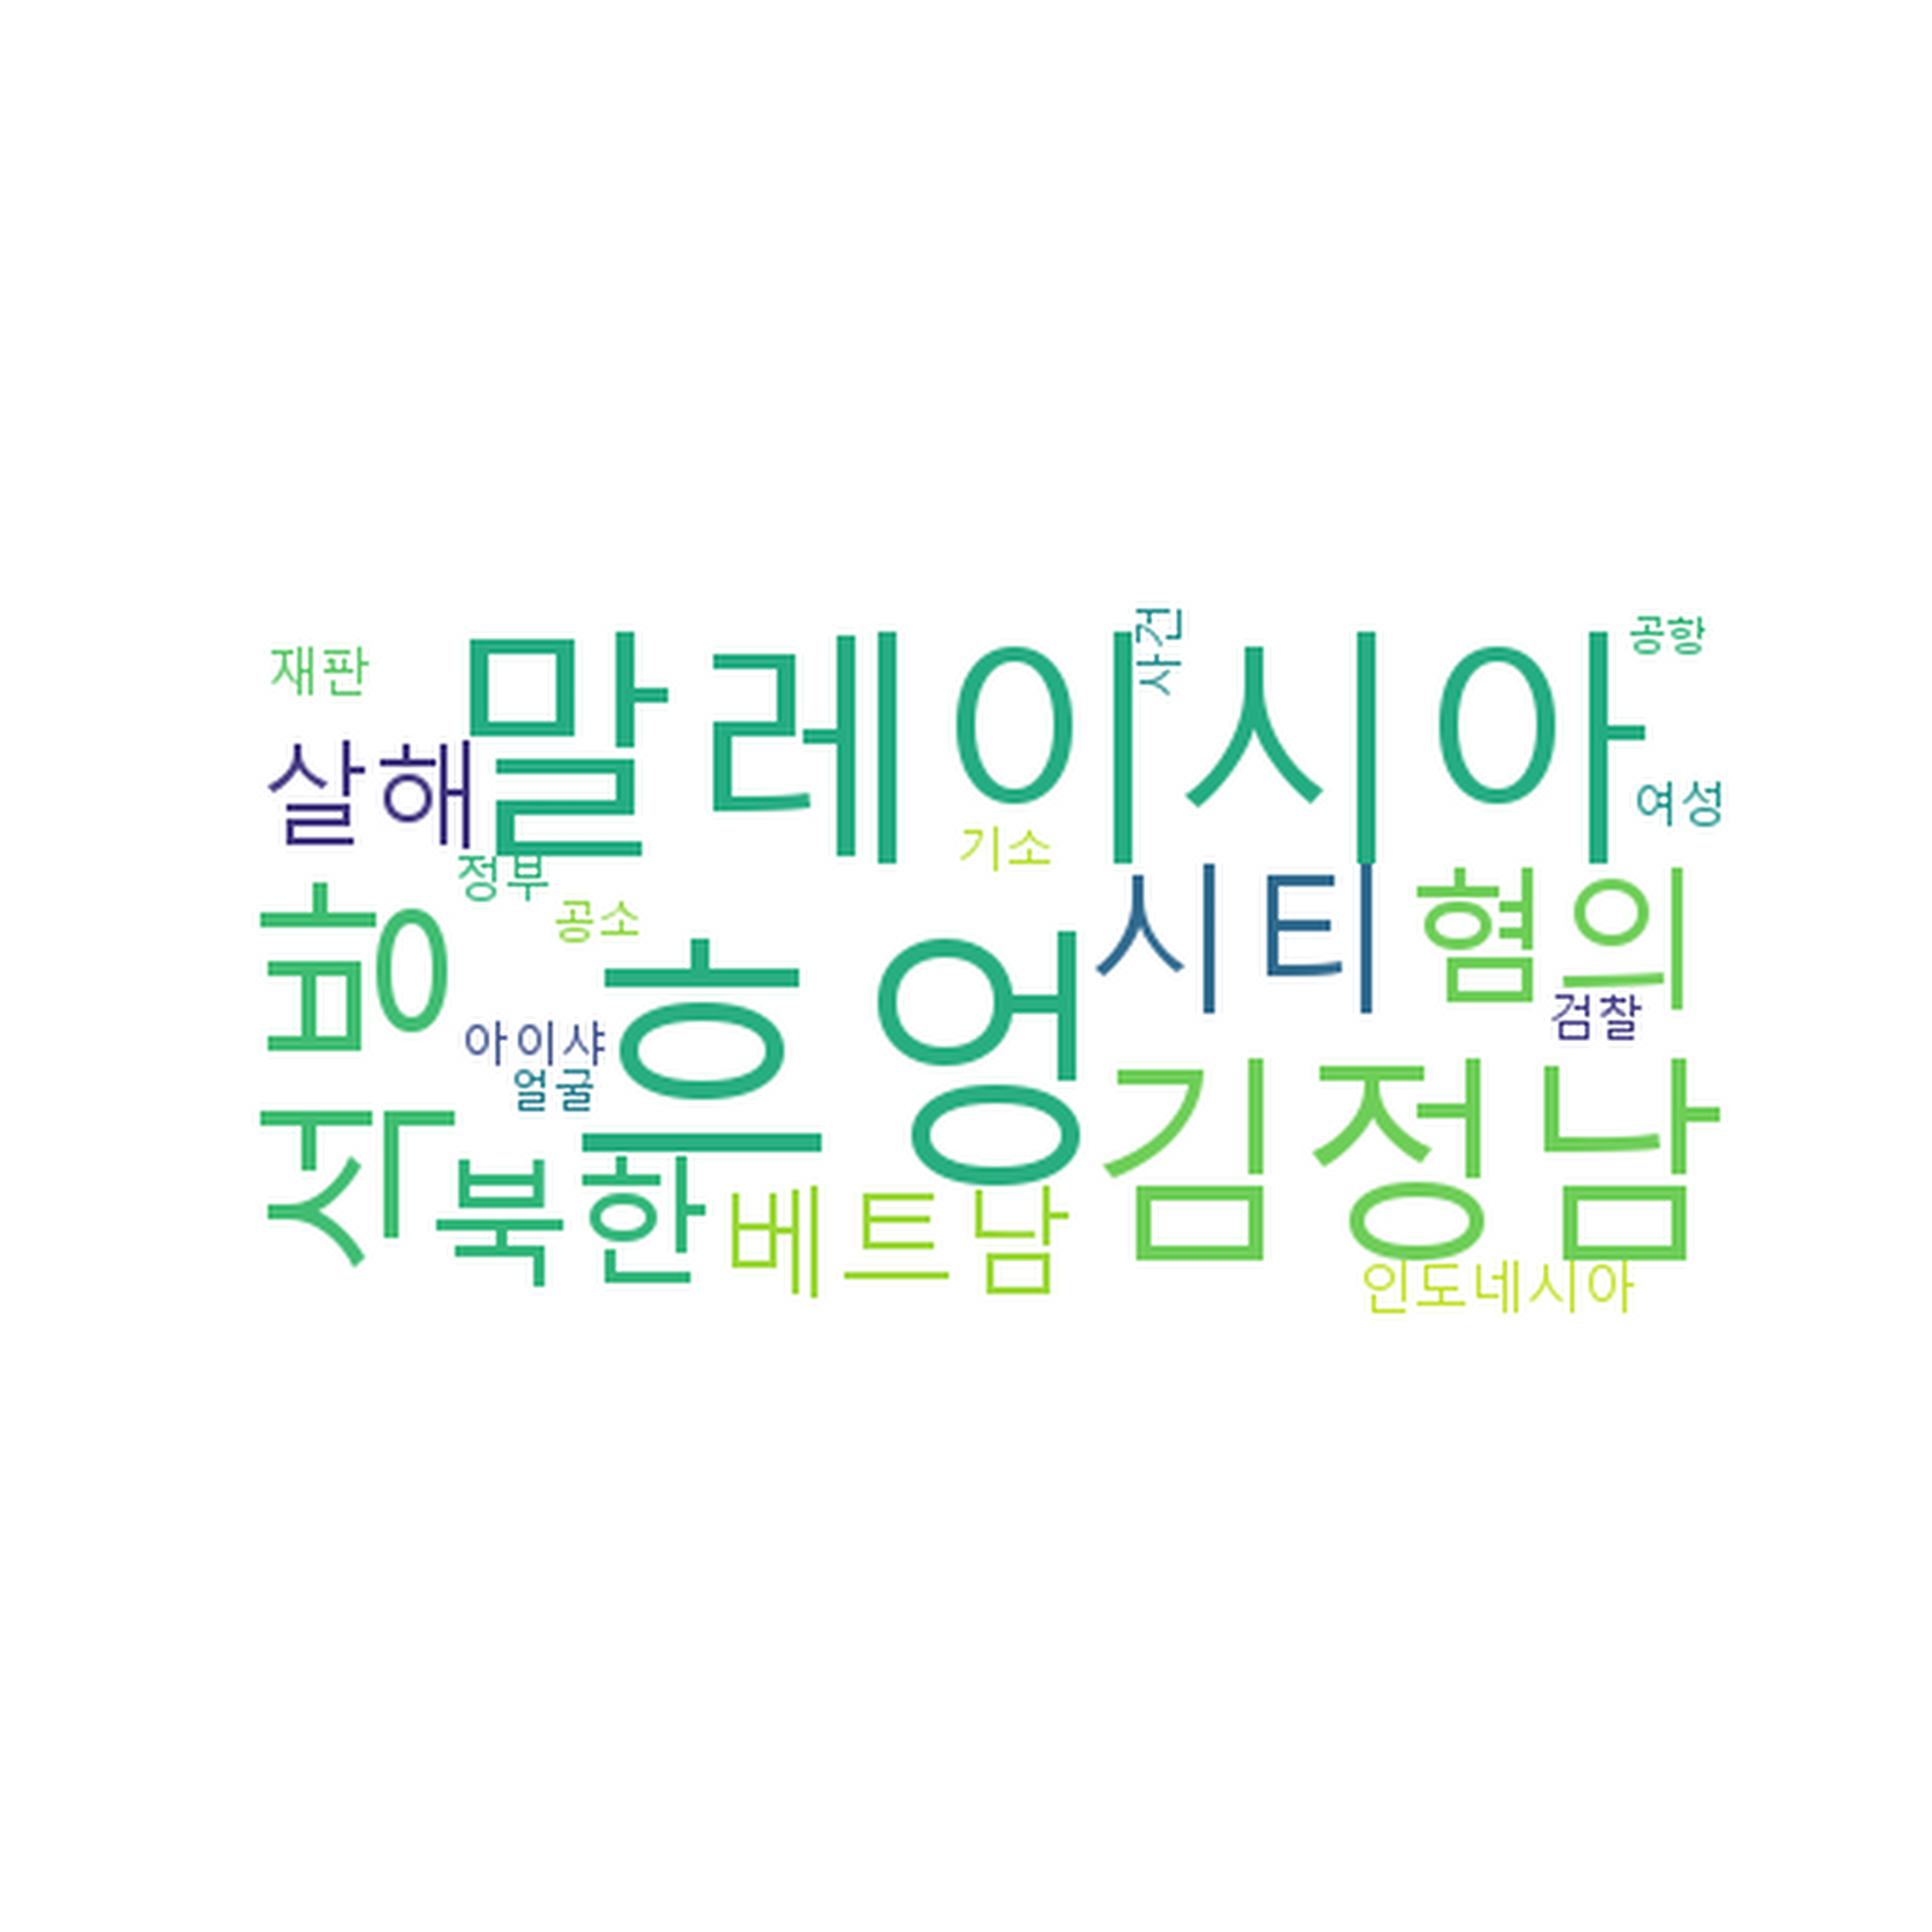 말레이시아
사건
공항
재판
살해
여성
기소
정부
공소
시티
혐의
석방
흐엉
검찰
아이샤
얼굴
김정남
북한
베트남
인도네시아